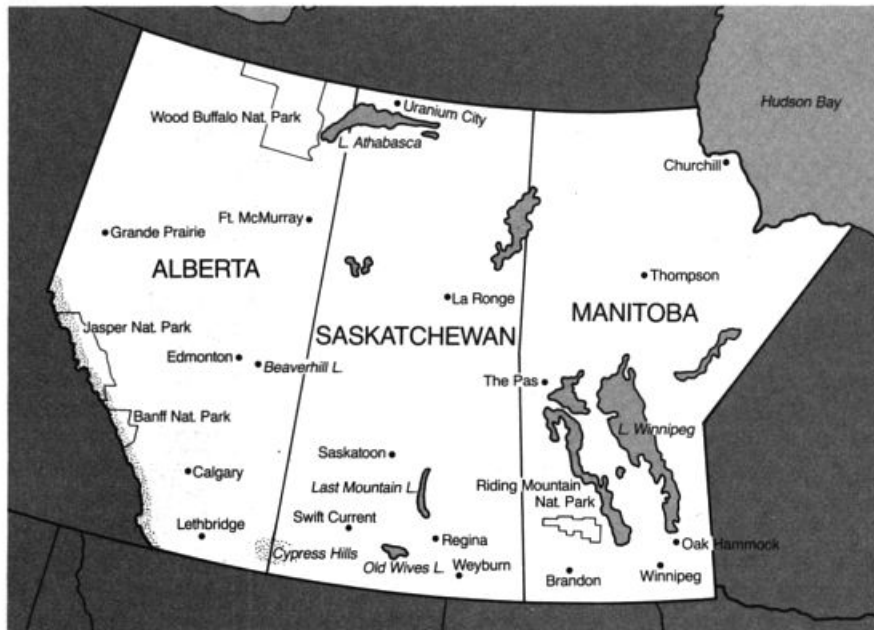 Hudson Bay
Uranium City
Wood Buffalo Nat. Park
L. Athabasca
Churchill
Ft. McMurray
Grande Prairie
ALBERTA
Thompson
La Ronge
MANITOBA
Jasper Nat. Park
SASKATCHEWAN
Edmonton
Beaverhill L.
The Pas
Banff Nat. Park
L. Winnipeg
Saskatoon
Calgary
Last Mountain L.
Riding Mountain
Nat. Park
Lethbridge
Swift Current
Regina
Oak Hammock
Cypress Hills
Old Wives L.
Weyburn
Brandon
Winnipeg